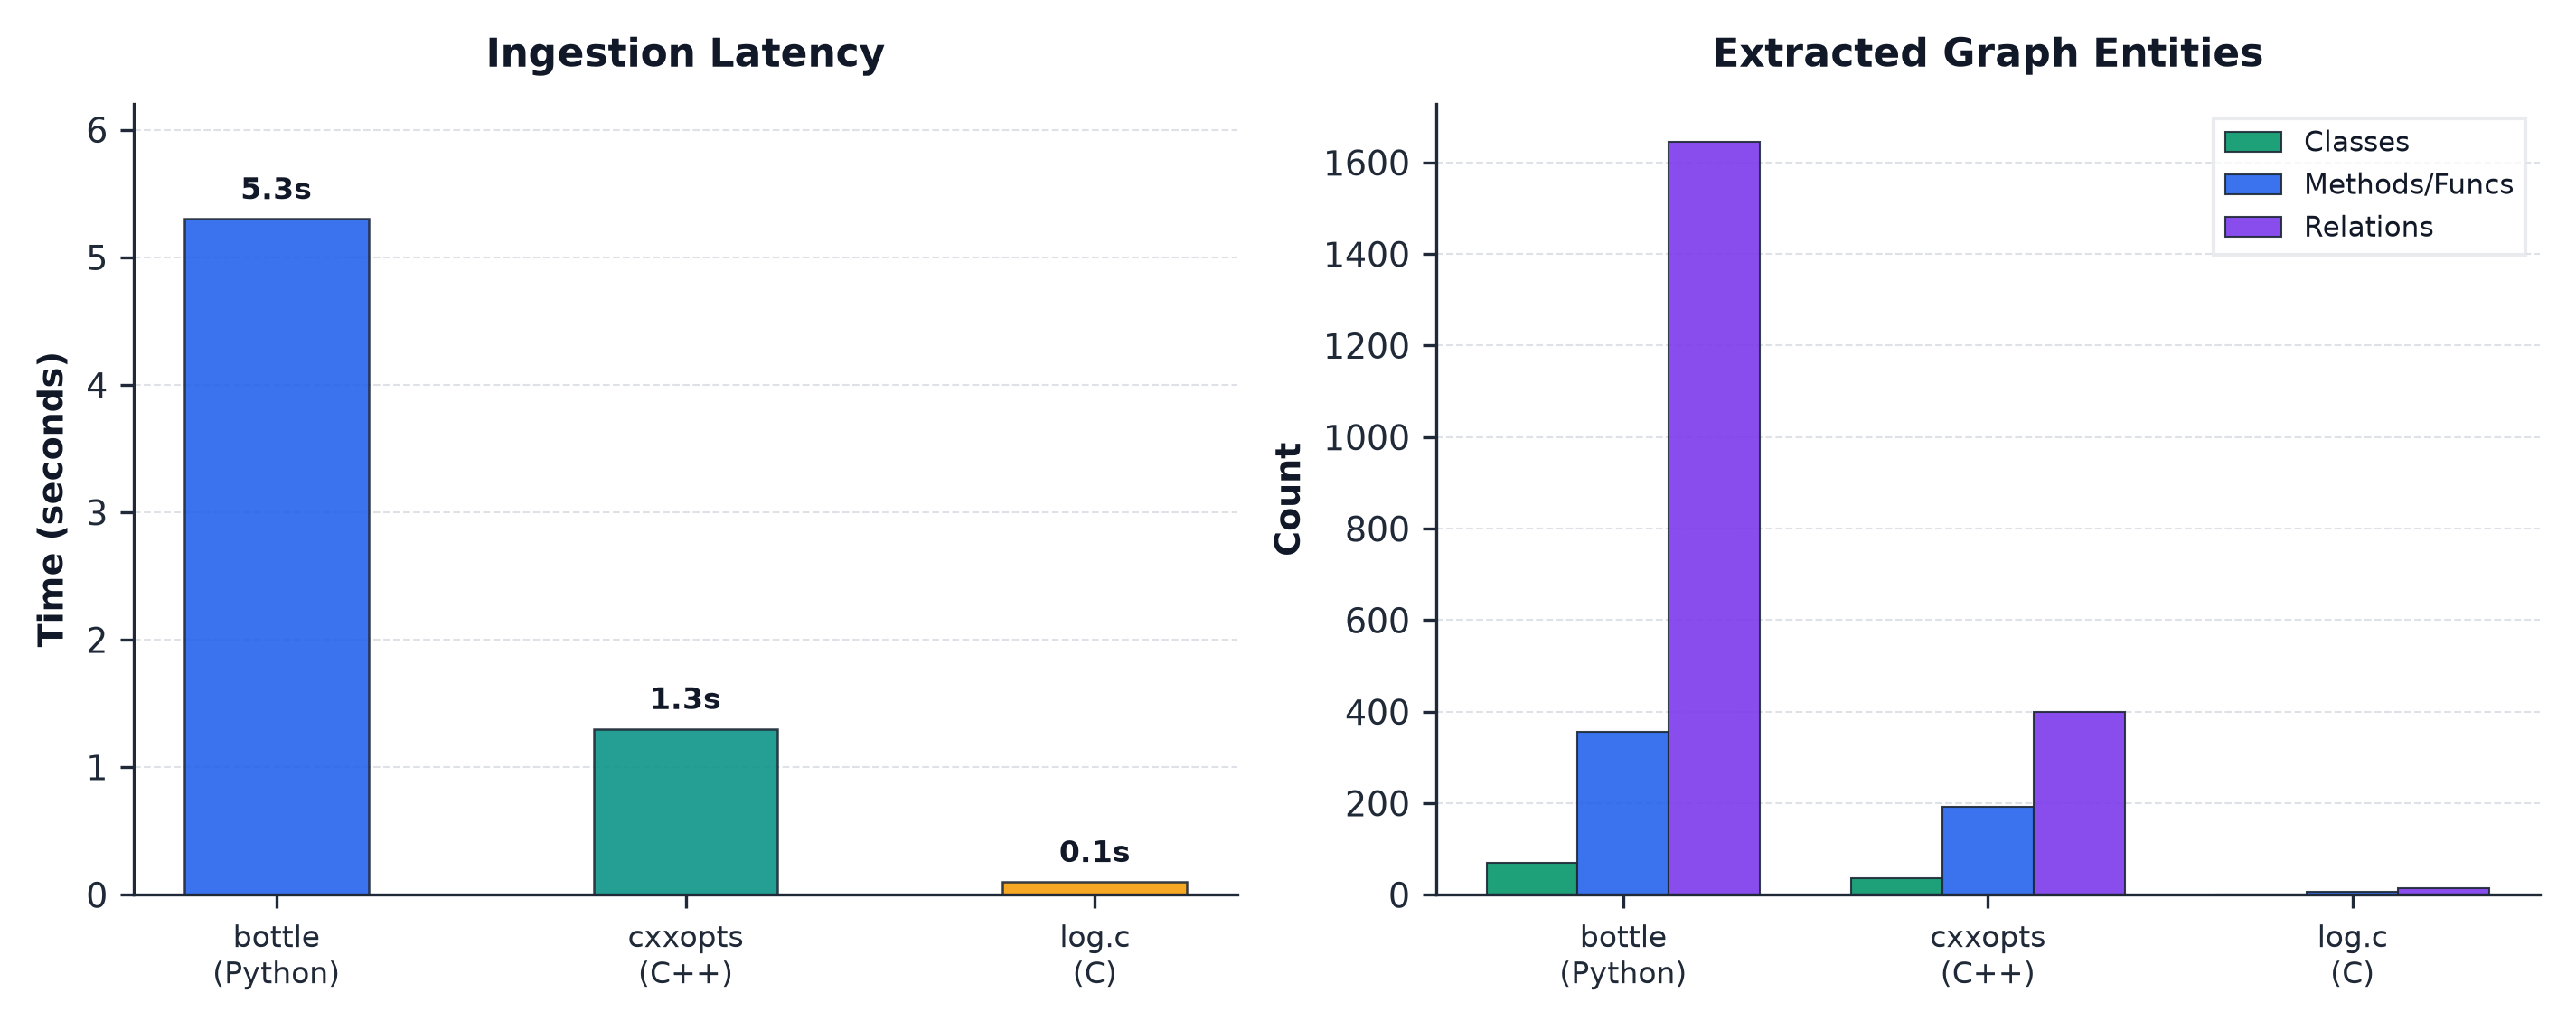 Ingestion Latency
Time (seconds)
6
5
4
3
2
1
0
5.3s
1.3s
0.1s
bottle
(Python)
cxxopts
(C++)
log.c
(C)
Extracted Graph Entities
Count
1600
1400
1200
1000
800
600
400
200
0
Classes
Methods/Funcs
Relations
bottle
(Python)
cxxopts
(C++)
log.c
(C)